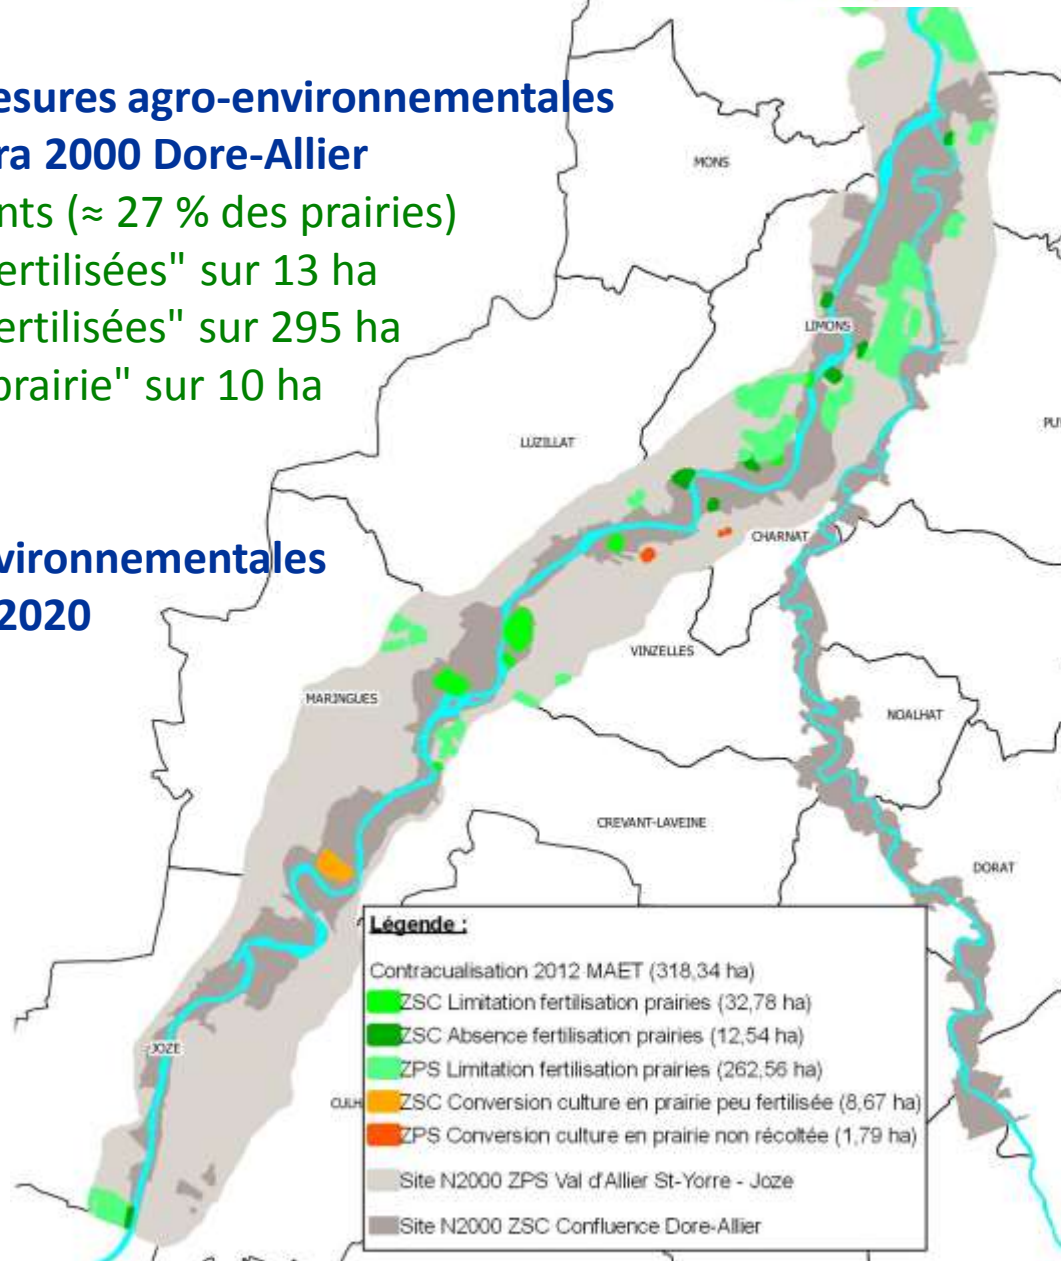 esures agro-environnementales
ra 2000 Dore-Allier
nts (≈ 27 % des prairies)
ertilisées" sur 13 ha
ertilisées" sur 295 ha
prairie" sur 10 ha
vironnementales
2020
MONS
LIMONS
PU
LUZILLAT
CHARNAT
VINZELLES
MARINGUES
NOALHAT
CREVANT-LAVEINE
DORAT
JOZE
CULH
Légende :
Contracualisation 2012 MAET (318,34 ha)
ZSC Limitation fertilisation prairies (32,78 ha)
ZSC Absence fertilisation prairies (12,54 ha)
ZPS Limitation fertilisation prairies (262,56 ha)
ZSC Conversion culture en prairie peu fertilisée (8,67 ha)
ZPS Conversion culture en prairie non récoltée (1,79 ha)
Site N2000 ZPS Val d'Allier St-Yorre - Joze
Site N2000 ZSC Confluence Dore-Allier